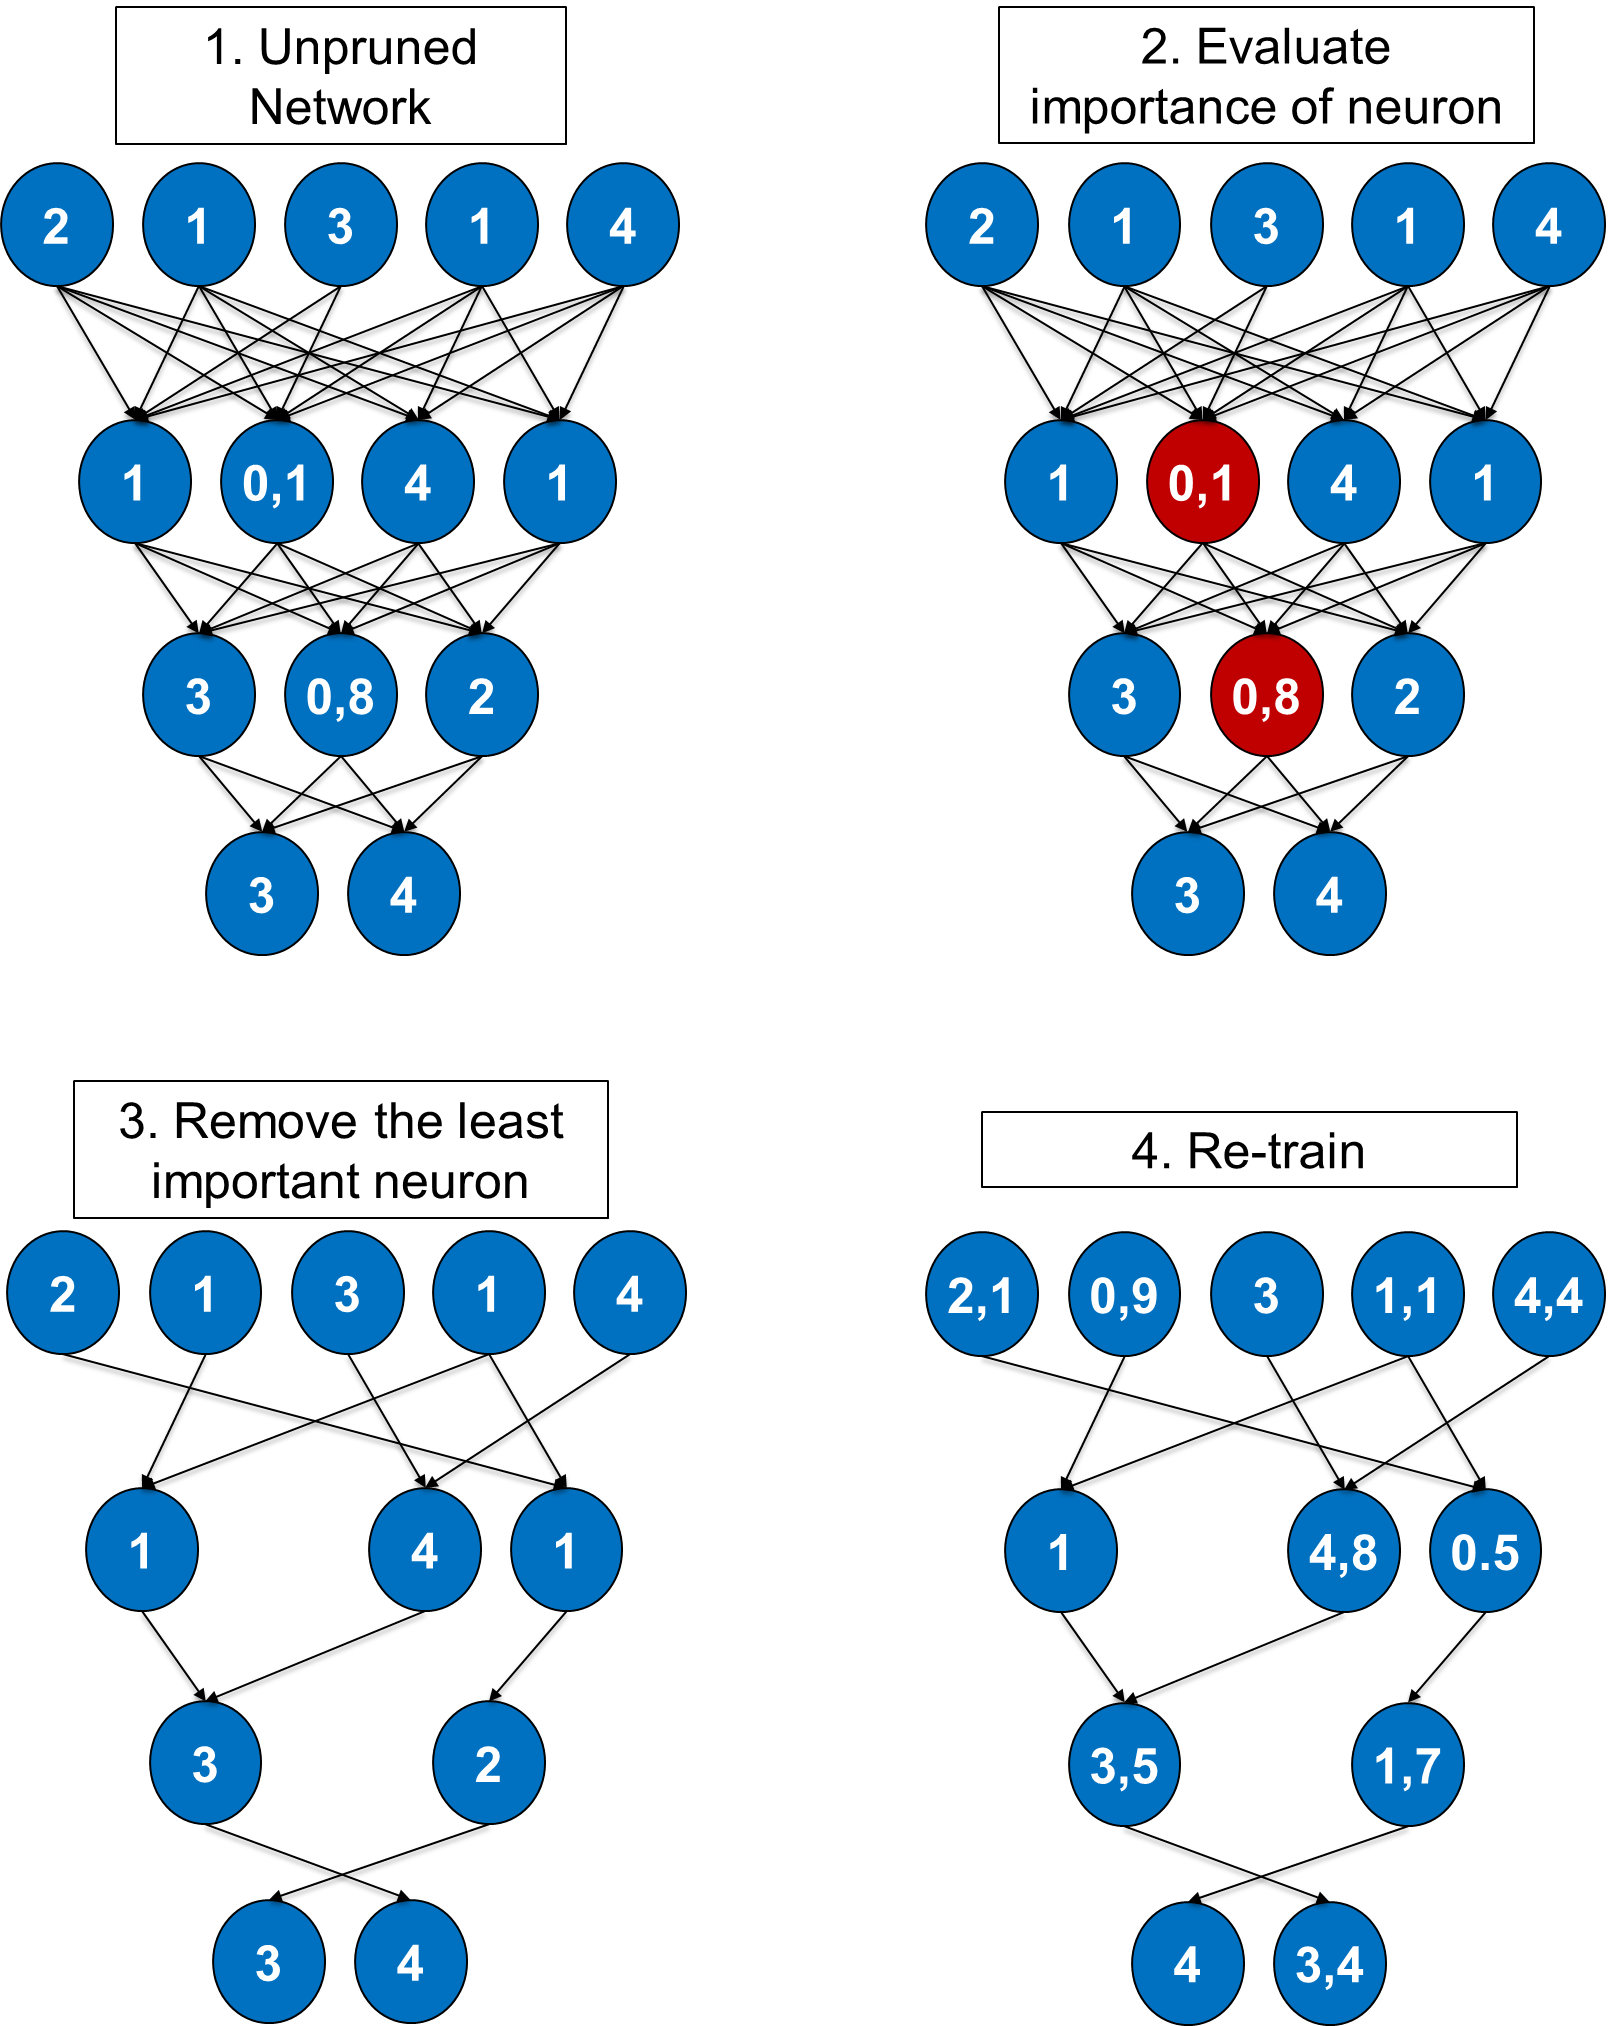 1. Unpruned
Network
2 1 3 1 4
1 0,1 4 1
3 0,8 2
3 4
2. Evaluate
importance of neuron
2 1 3 1 4
1 0,1 4 1
3 0,8 2
3 4
3. Remove the least
important neuron
2 1 3 1 4
1 4 1
3 2
3 4
4. Re-train
2,1 0,9 3 1,1 4,4
1 4,8 0.5
3,5 1,7
4 3,4